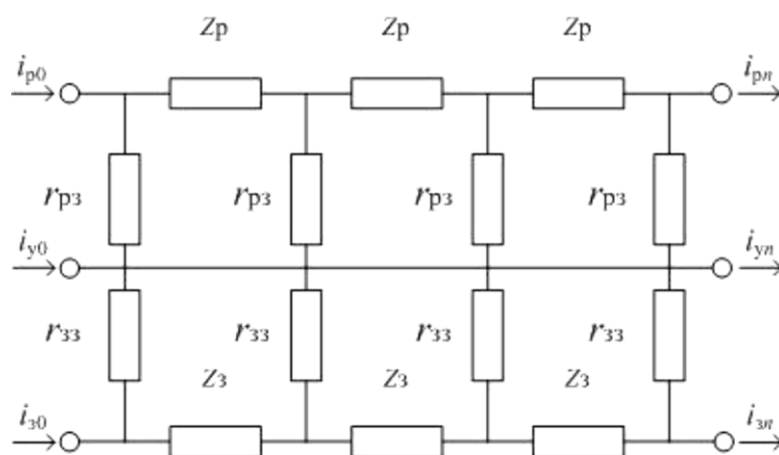 Zр Zр Zр
iр0 iрn
rрз rрз rрз rрз
iу0 iуn
rзз rзз rзз rзз
Zз Zз Zз
iз0 iзn